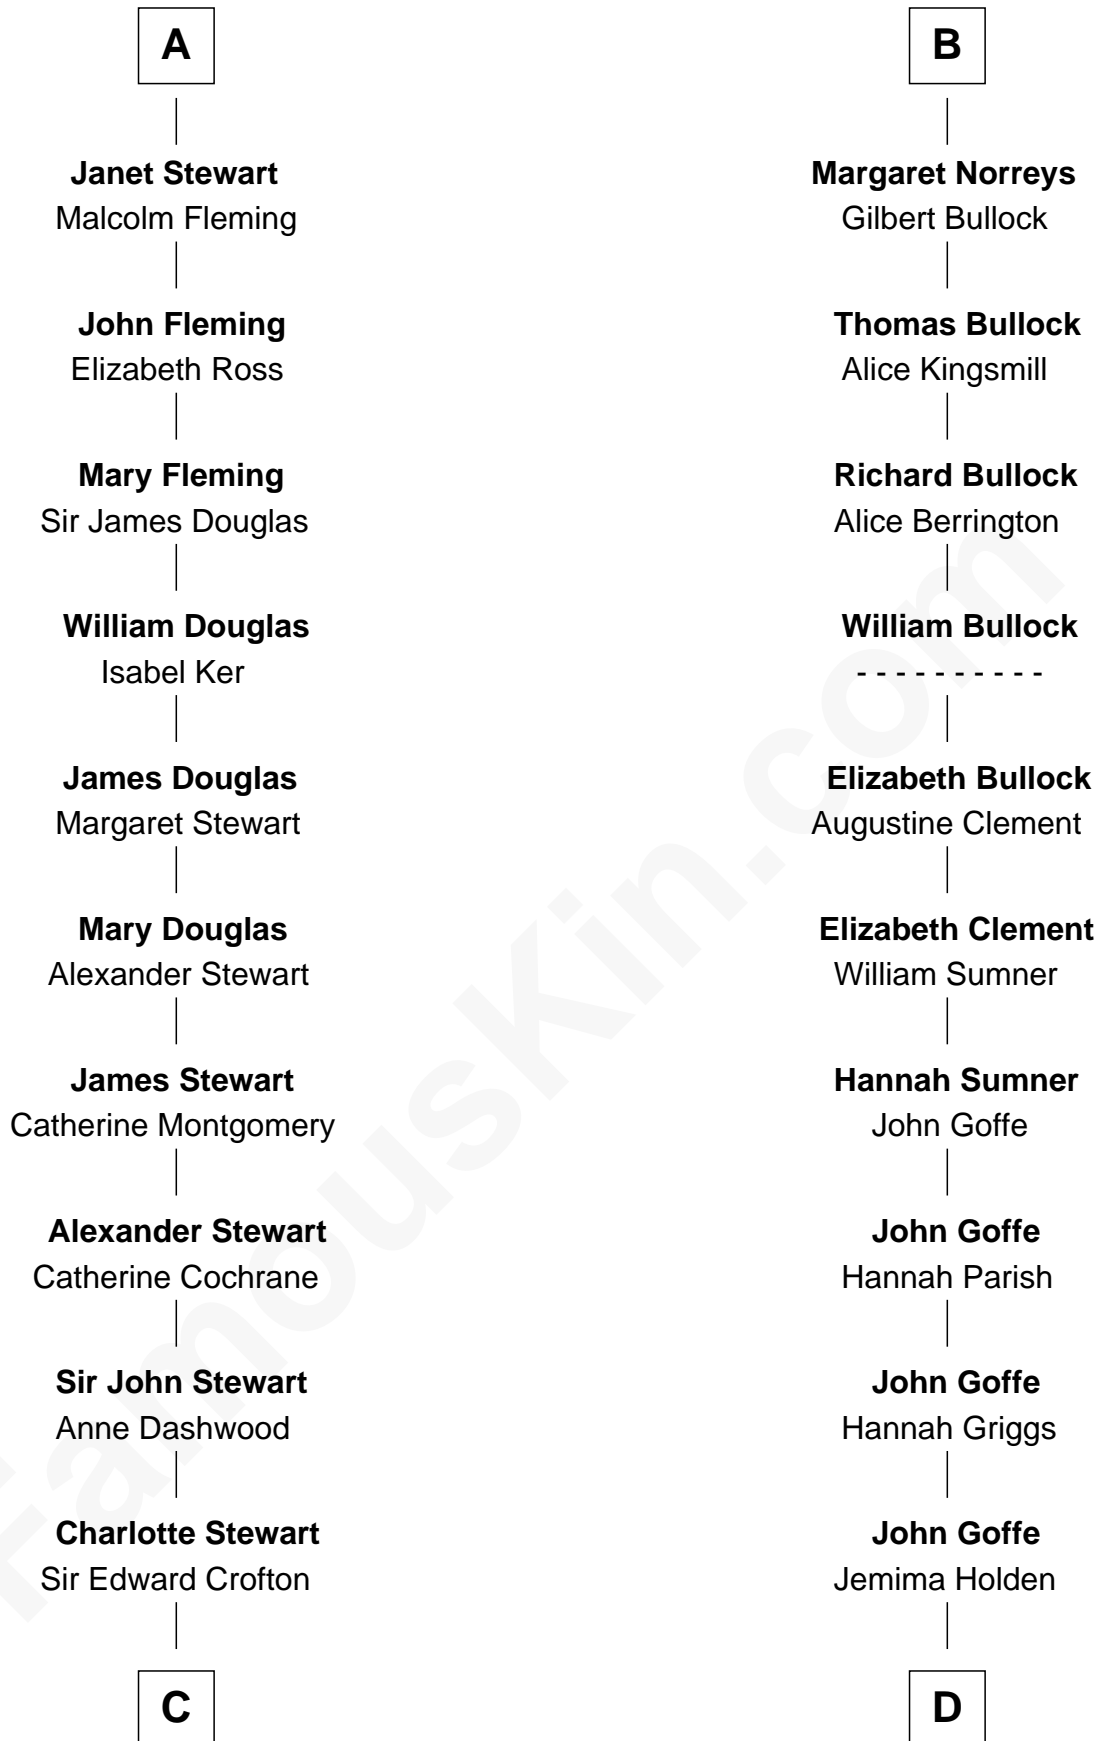 A
Janet Stewart
Malcolm Fleming
John Fleming
Elizabeth Ross
Mary Fleming
Sir James Douglas
William Douglas
Isabel Ker
James Douglas
Margaret Stewart
Mary Douglas
Alexander Stewart
James Stewart
Catherine Montgomery
Alexander Stewart
Catherine Cochrane
Sir John Stewart
Anne Dashwood
Charlotte Stewart
Sir Edward Crofton
C
B
Margaret Norreys
Gilbert Bullock
Thomas Bullock
Alice Kingsmill
Richard Bullock
Alice Berrington
William Bullock
- - - - - - - - - -
Elizabeth Bullock
Augustine Clement
Elizabeth Clement
William Sumner
Hannah Sumner
John Goffe
John Goffe
Hannah Parish
John Goffe
Hannah Griggs
John Goffe
Jemima Holden
D
FamousKin.com